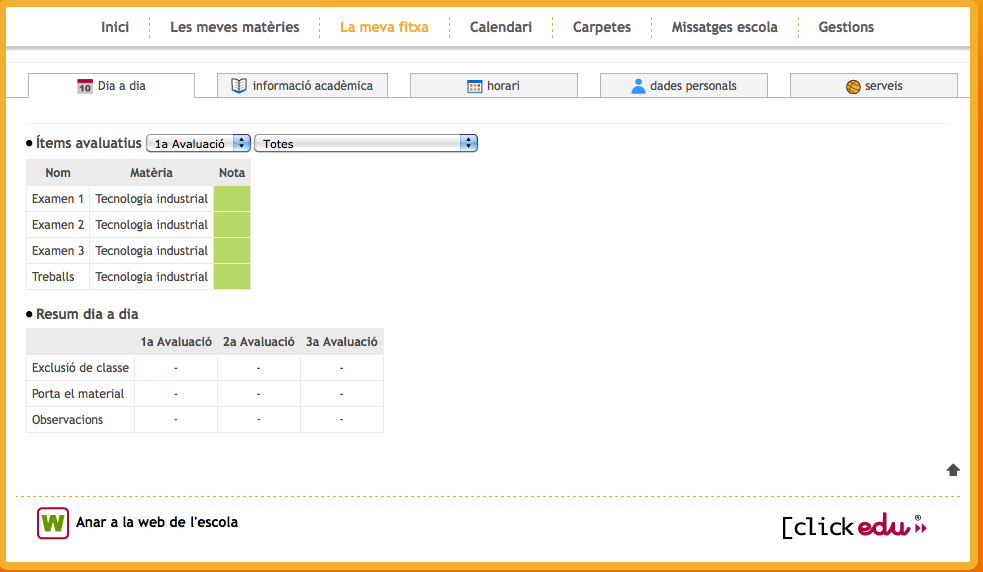 Inici Les meves matèries La meva fitxa Calendari Carpetes Missatges escola Gestions
10 Dia a dia informació acadèmica horari dades personals serveis
Ítems avaluatius 1a Avaluació Totes
Nom Matèria Nota
Examen 1 Tecnologia industrial
Examen 2 Tecnologia industrial
Examen 3 Tecnologia industrial
Treballs Tecnologia industrial
Resum dia a dia
1a Avaluació 2a Avaluació 3a Avaluació
Exclusió de classe - - -
Porta el material - - -
Observacions - - -
W Anar a la web de l'escola
[clickedu®